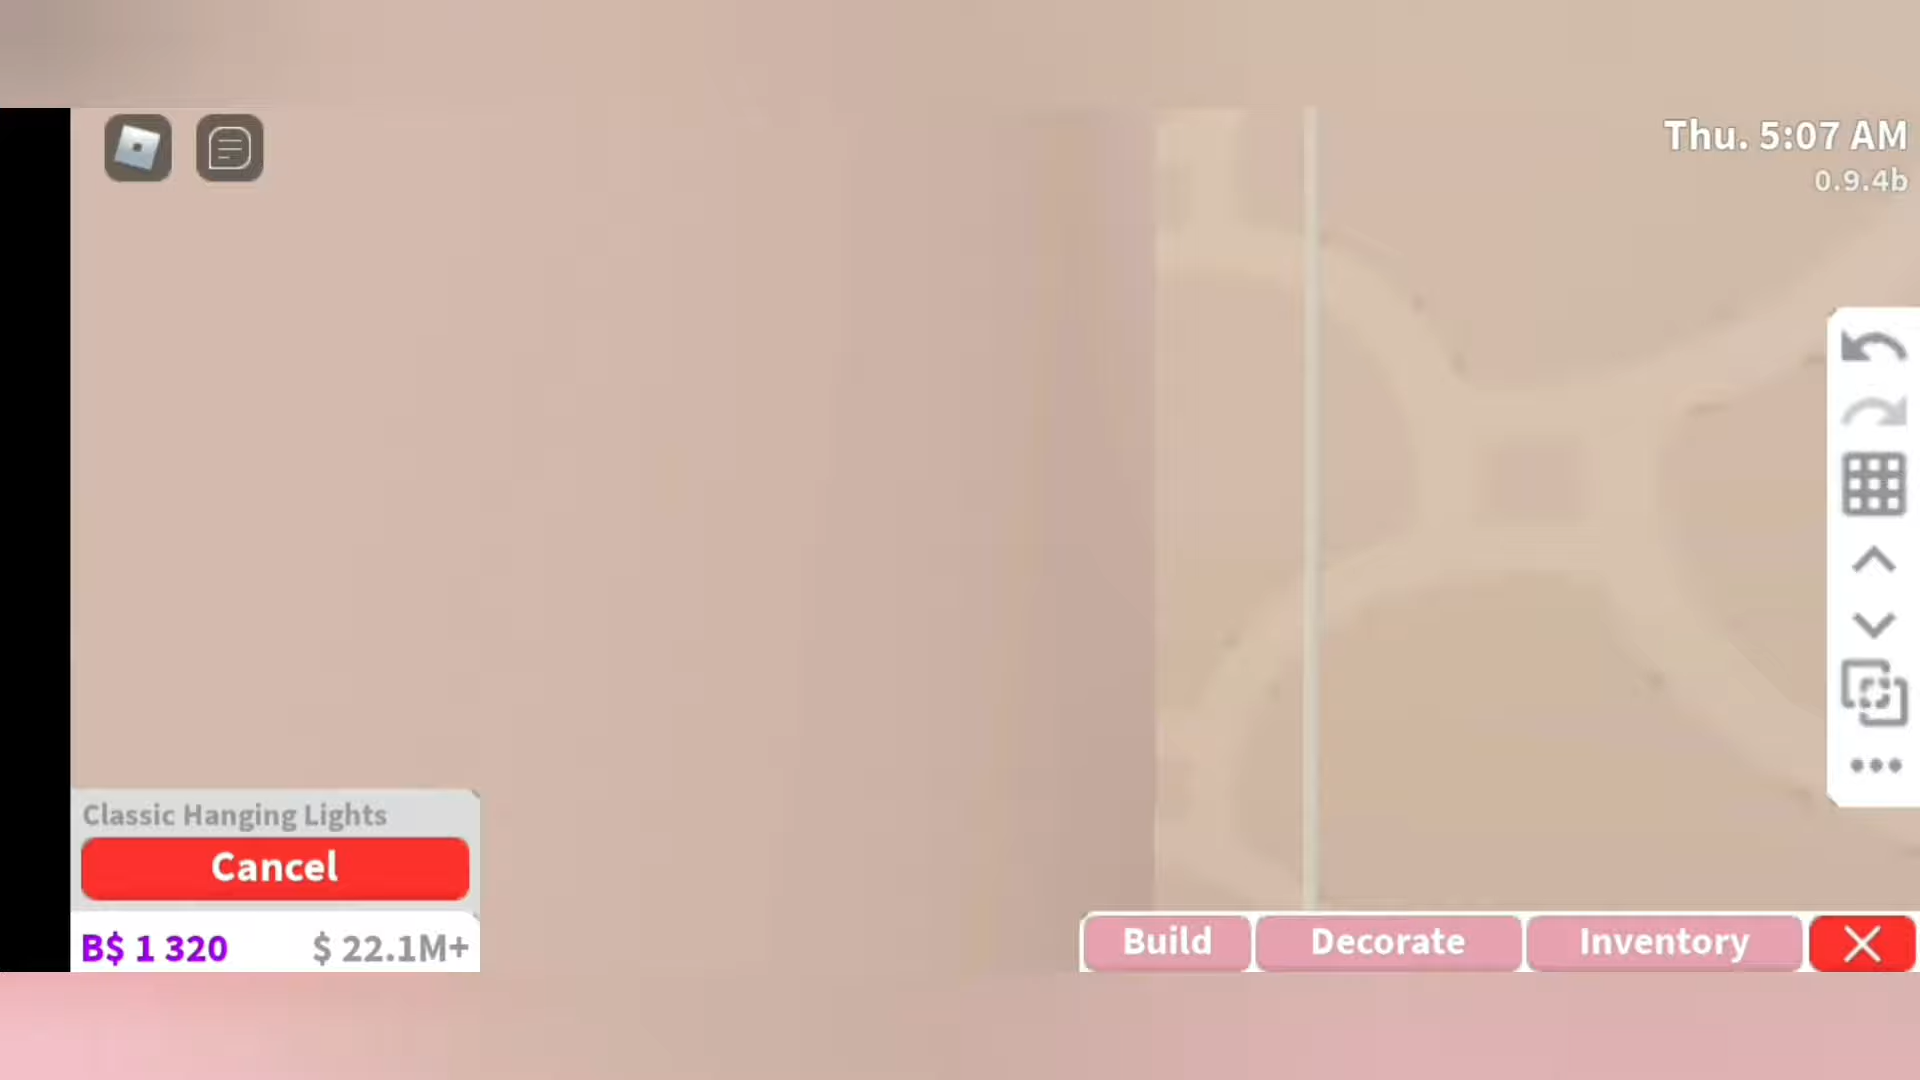 Thu. 5:07 AM
0.9.4b
Classic Hanging Lights
Cancel
B$ 1 320 $ 22.1M+
Build Decorate Inventory